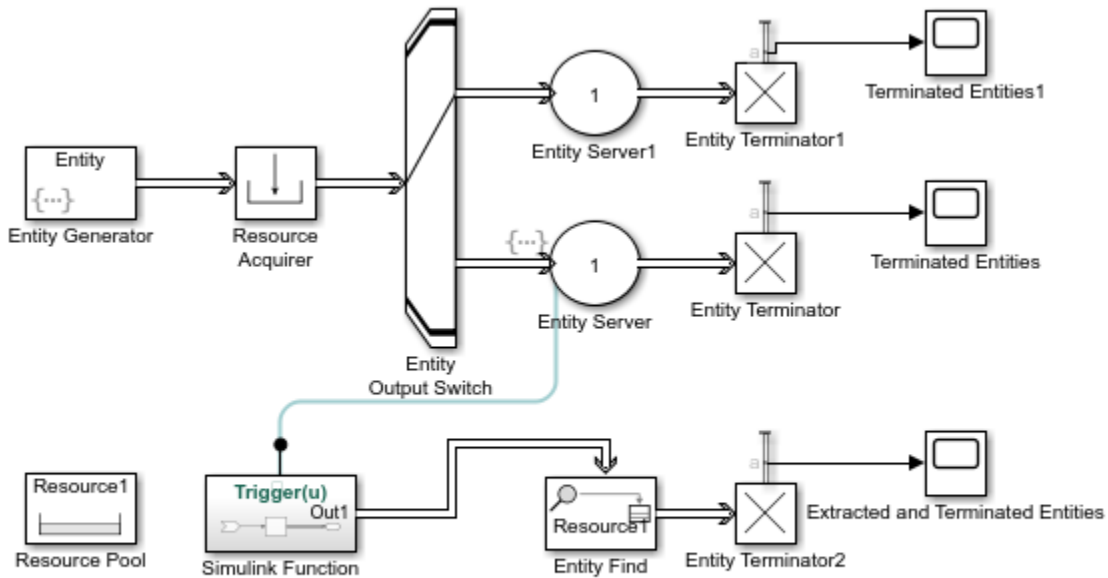 Terminated Entities1
1
a
Entity Server1
Entity Terminator1
Entity
{...}
Entity Generator
Resource
Acquirer
{...}
1
a
Terminated Entities
Entity Server
Entity Terminator
Entity
Output Switch
Resource1
Resource Pool
Trigger(u)
Out1
Simulink Function
Resource1
Entity Find
a
Entity Terminator2
Extracted and Terminated Entities